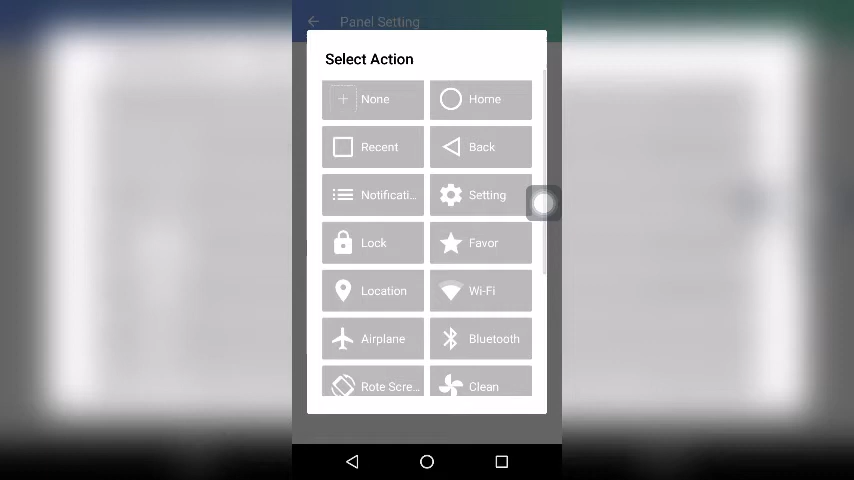 Panel Setting
Select Action
None
Home
Recent
Back
Notificati...
Setting
Lock
Favor
Location
Wi-Fi
Airplane
Bluetooth
Rote Scre...
Clean